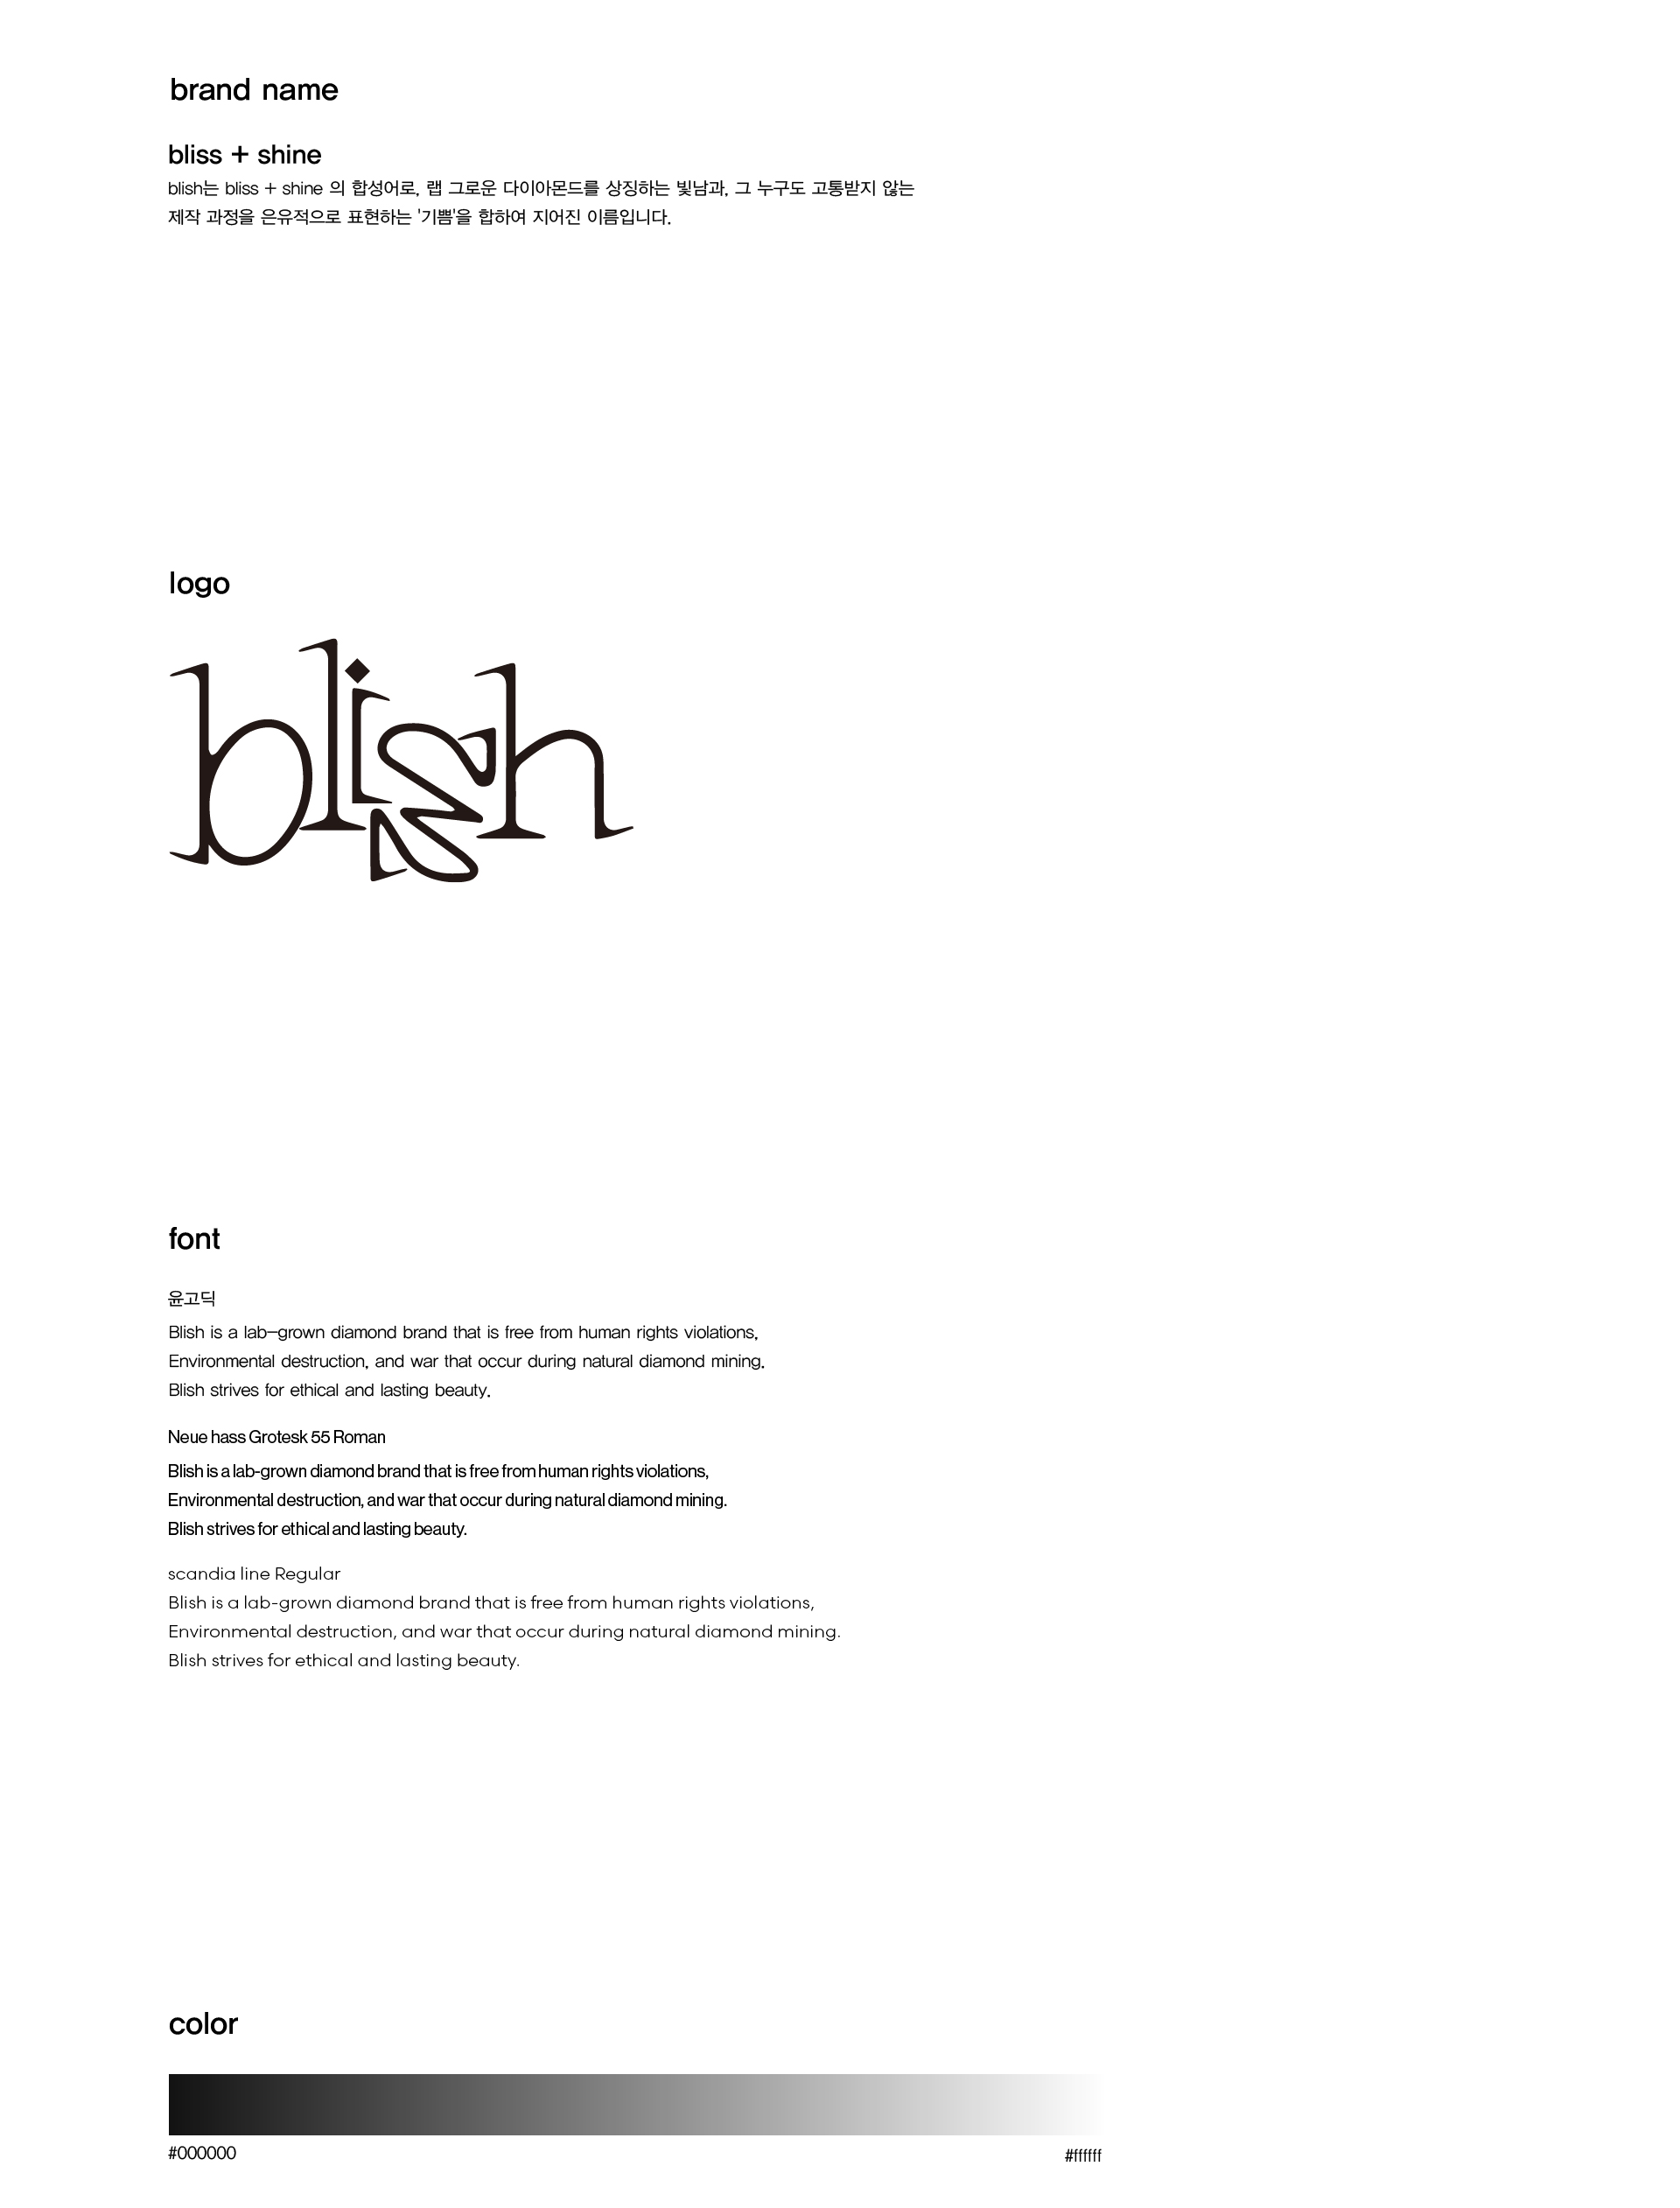 brand name
bliss + shine
blish는 bliss + shine 의 합성어로, 랩 그로운 다이아몬드를 상징하는 빛남과, 그 누구도 고통받지 않는
제작 과정을 은유적으로 표현하는 '기쁨'을 합하여 지어진 이름입니다.
logo
blish
font
윤고딕
Blish is a lab-grown diamond brand that is free from human rights violations,
Environmental destruction, and war that occur during natural diamond mining.
Blish strives for ethical and lasting beauty.
Neue hass Grotesk 55 Roman
Blish is a lab-grown diamond brand that is free from human rights violations,
Environmental destruction, and war that occur during natural diamond mining.
Blish strives for ethical and lasting beauty.
scandia line Regular
Blish is a lab-grown diamond brand that is free from human rights violations,
Environmental destruction, and war that occur during natural diamond mining.
Blish strives for ethical and lasting beauty.
color
#000000
#ffffff